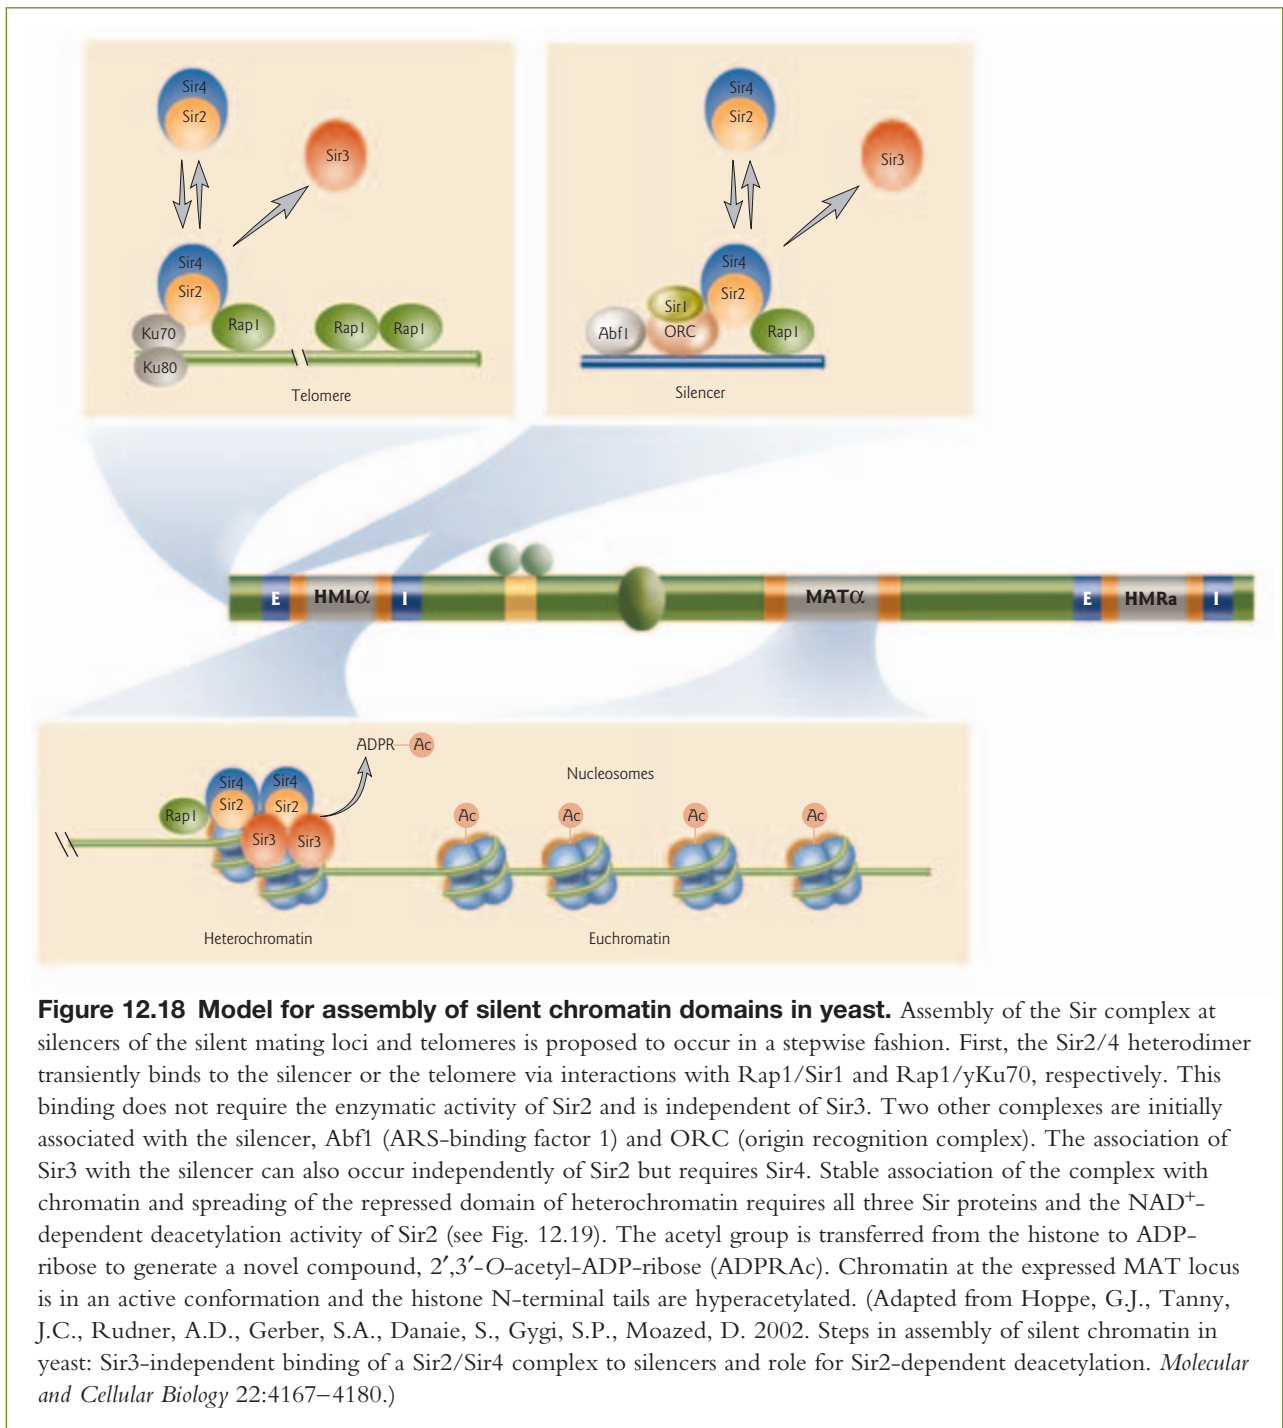 Sir4
Sir2
Sir3
Sir4
Sir2
Ku70
Ku80
Rap1
Rap1
Rap1
Telomere
Sir4
Sir2
Sir3
Sir4
Sir2
Sir1
Abf1
ORC
Rap1
Silencer
E
HMLα
I
MATα
E
HMRa
I
ADPR
Ac
Nucleosomes
Sir4
Sir4
Sir2
Sir2
Rap1
Sir3
Sir3
Ac
Ac
Ac
Ac
Heterochromatin
Euchromatin
Figure 12.18 Model for assembly of silent chromatin domains in yeast. Assembly of the Sir complex at
silencers of the silent mating loci and telomeres is proposed to occur in a stepwise fashion. First, the Sir2/4 heterodimer
transiently binds to the silencer or the telomere via interactions with Rap1/Sir1 and Rap1/yKu70, respectively. This
binding does not require the enzymatic activity of Sir2 and is independent of Sir3. Two other complexes are initially
associated with the silencer, Abf1 (ARS-binding factor 1) and ORC (origin recognition complex). The association of
Sir3 with the silencer can also occur independently of Sir2 but requires Sir4. Stable association of the complex with
chromatin and spreading of the repressed domain of heterochromatin requires all three Sir proteins and the NAD⁺-
dependent deacetylation activity of Sir2 (see Fig. 12.19). The acetyl group is transferred from the histone to ADP-
ribose to generate a novel compound, 2′,3′-O-acetyl-ADP-ribose (ADPRAc). Chromatin at the expressed MAT locus
is in an active conformation and the histone N-terminal tails are hyperacetylated. (Adapted from Hoppe, G.J., Tanny,
J.C., Rudner, A.D., Gerber, S.A., Danaie, S., Gygi, S.P., Moazed, D. 2002. Steps in assembly of silent chromatin in
yeast: Sir3-independent binding of a Sir2/Sir4 complex to silencers and role for Sir2-dependent deacetylation. Molecular
and Cellular Biology 22:4167–4180.)